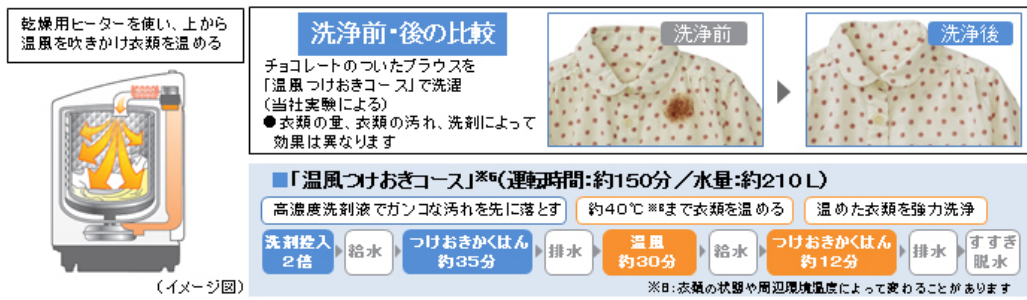 乾燥用ヒーターを使い、上から
温風を吹きかけ衣類を温める
(イメージ図)
洗浄前・後の比較
チョコレートのついたブラウスを
「温風つけおきコース」で洗濯
(当社実験による)
●衣類の量、衣類の汚れ、洗剤によって
効果は異なります
洗浄前
洗浄後
■「温風つけおきコース」※6(運転時間:約150分/水量:約210L)
高濃度洗剤液でガンコな汚れを先に落とす
約40℃※8まで衣類を温める
温めた衣類を強力洗浄
洗剤投入
2倍
給水
つけおきかくはん
約35分
排水
温風
約30分
給水
つけおきかくはん
約12分
排水
すすぎ
脱水
※8:衣類の状態や周辺環境温度によって変わることがあります